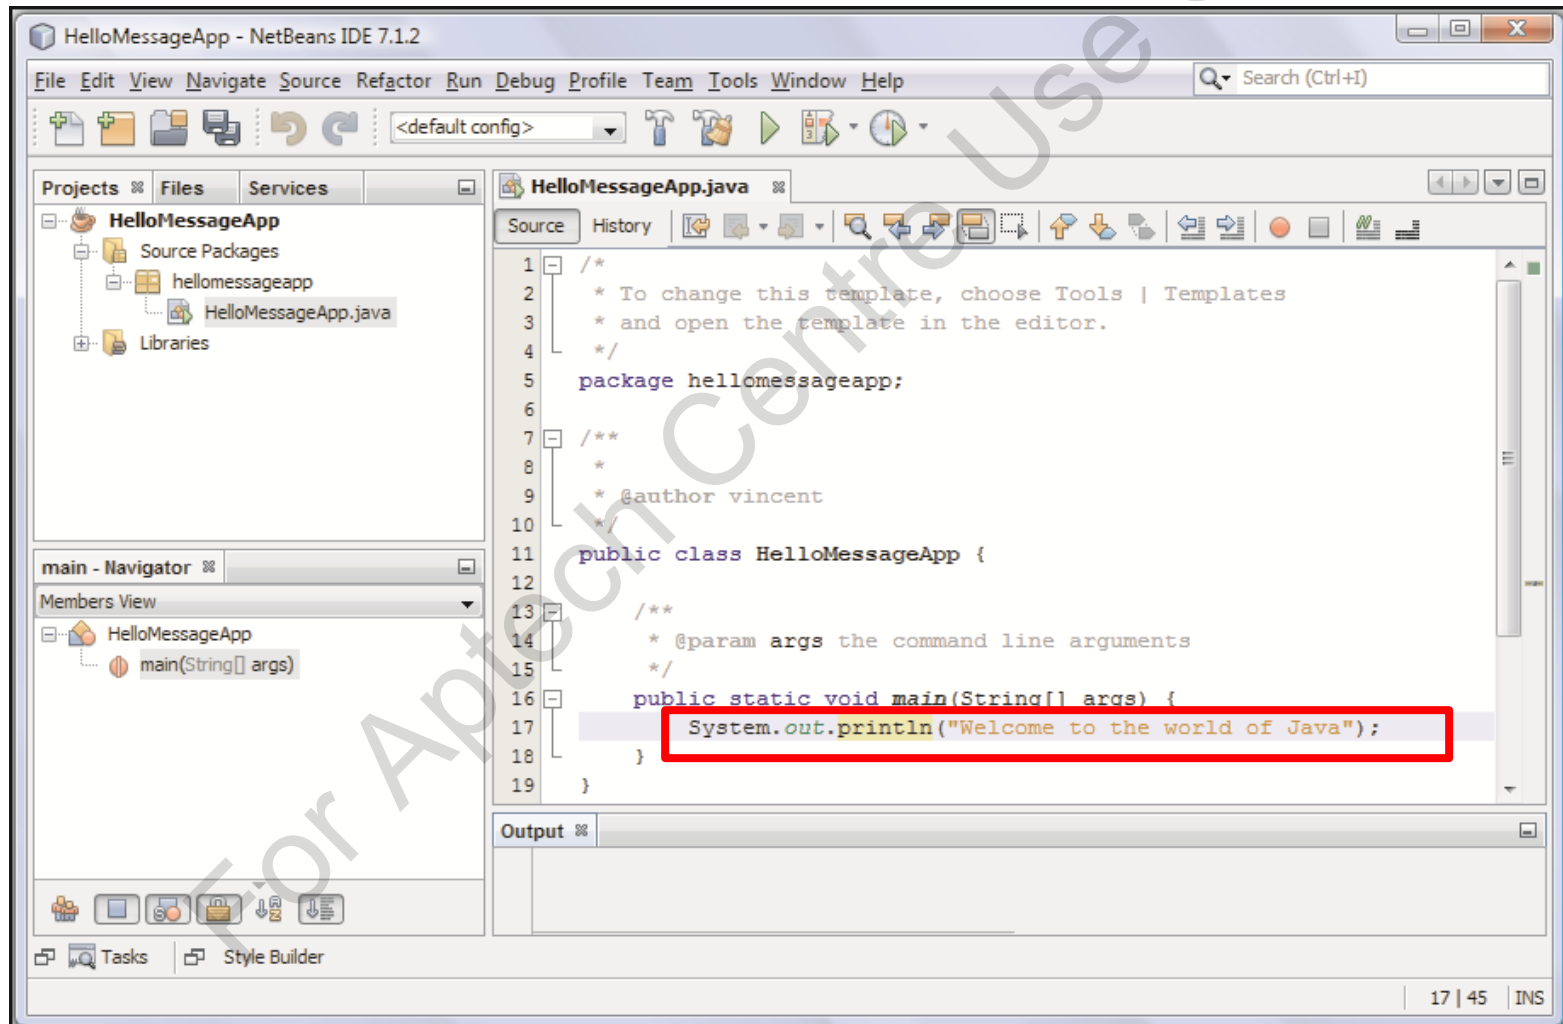 HelloMessageApp - NetBeans IDE 7.1.2
File Edit View Navigate Source Refactor Run Debug Profile Team Tools Window Help
Search (Ctrl+I)
<default config>
Projects Files Services
HelloMessageApp
Source Packages
hellomessageapp
HelloMessageApp.java
Libraries
main - Navigator
Members View
HelloMessageApp
main(String[] args)
HelloMessageApp.java
Source History
1 /*
2 * To change this template, choose Tools | Templates
3 * and open the template in the editor.
4 */
5 package hellomessageapp;
6
7 /**
8 *
9 * @author vincent
10 */
11 public class HelloMessageApp {
12
13 /**
14 * @param args the command line arguments
15 */
16 public static void main(String[] args) {
17 System.out.println("Welcome to the world of Java");
18 }
19 }
Output
Tasks Style Builder
17 | 45 INS
For Aptech Centre Use